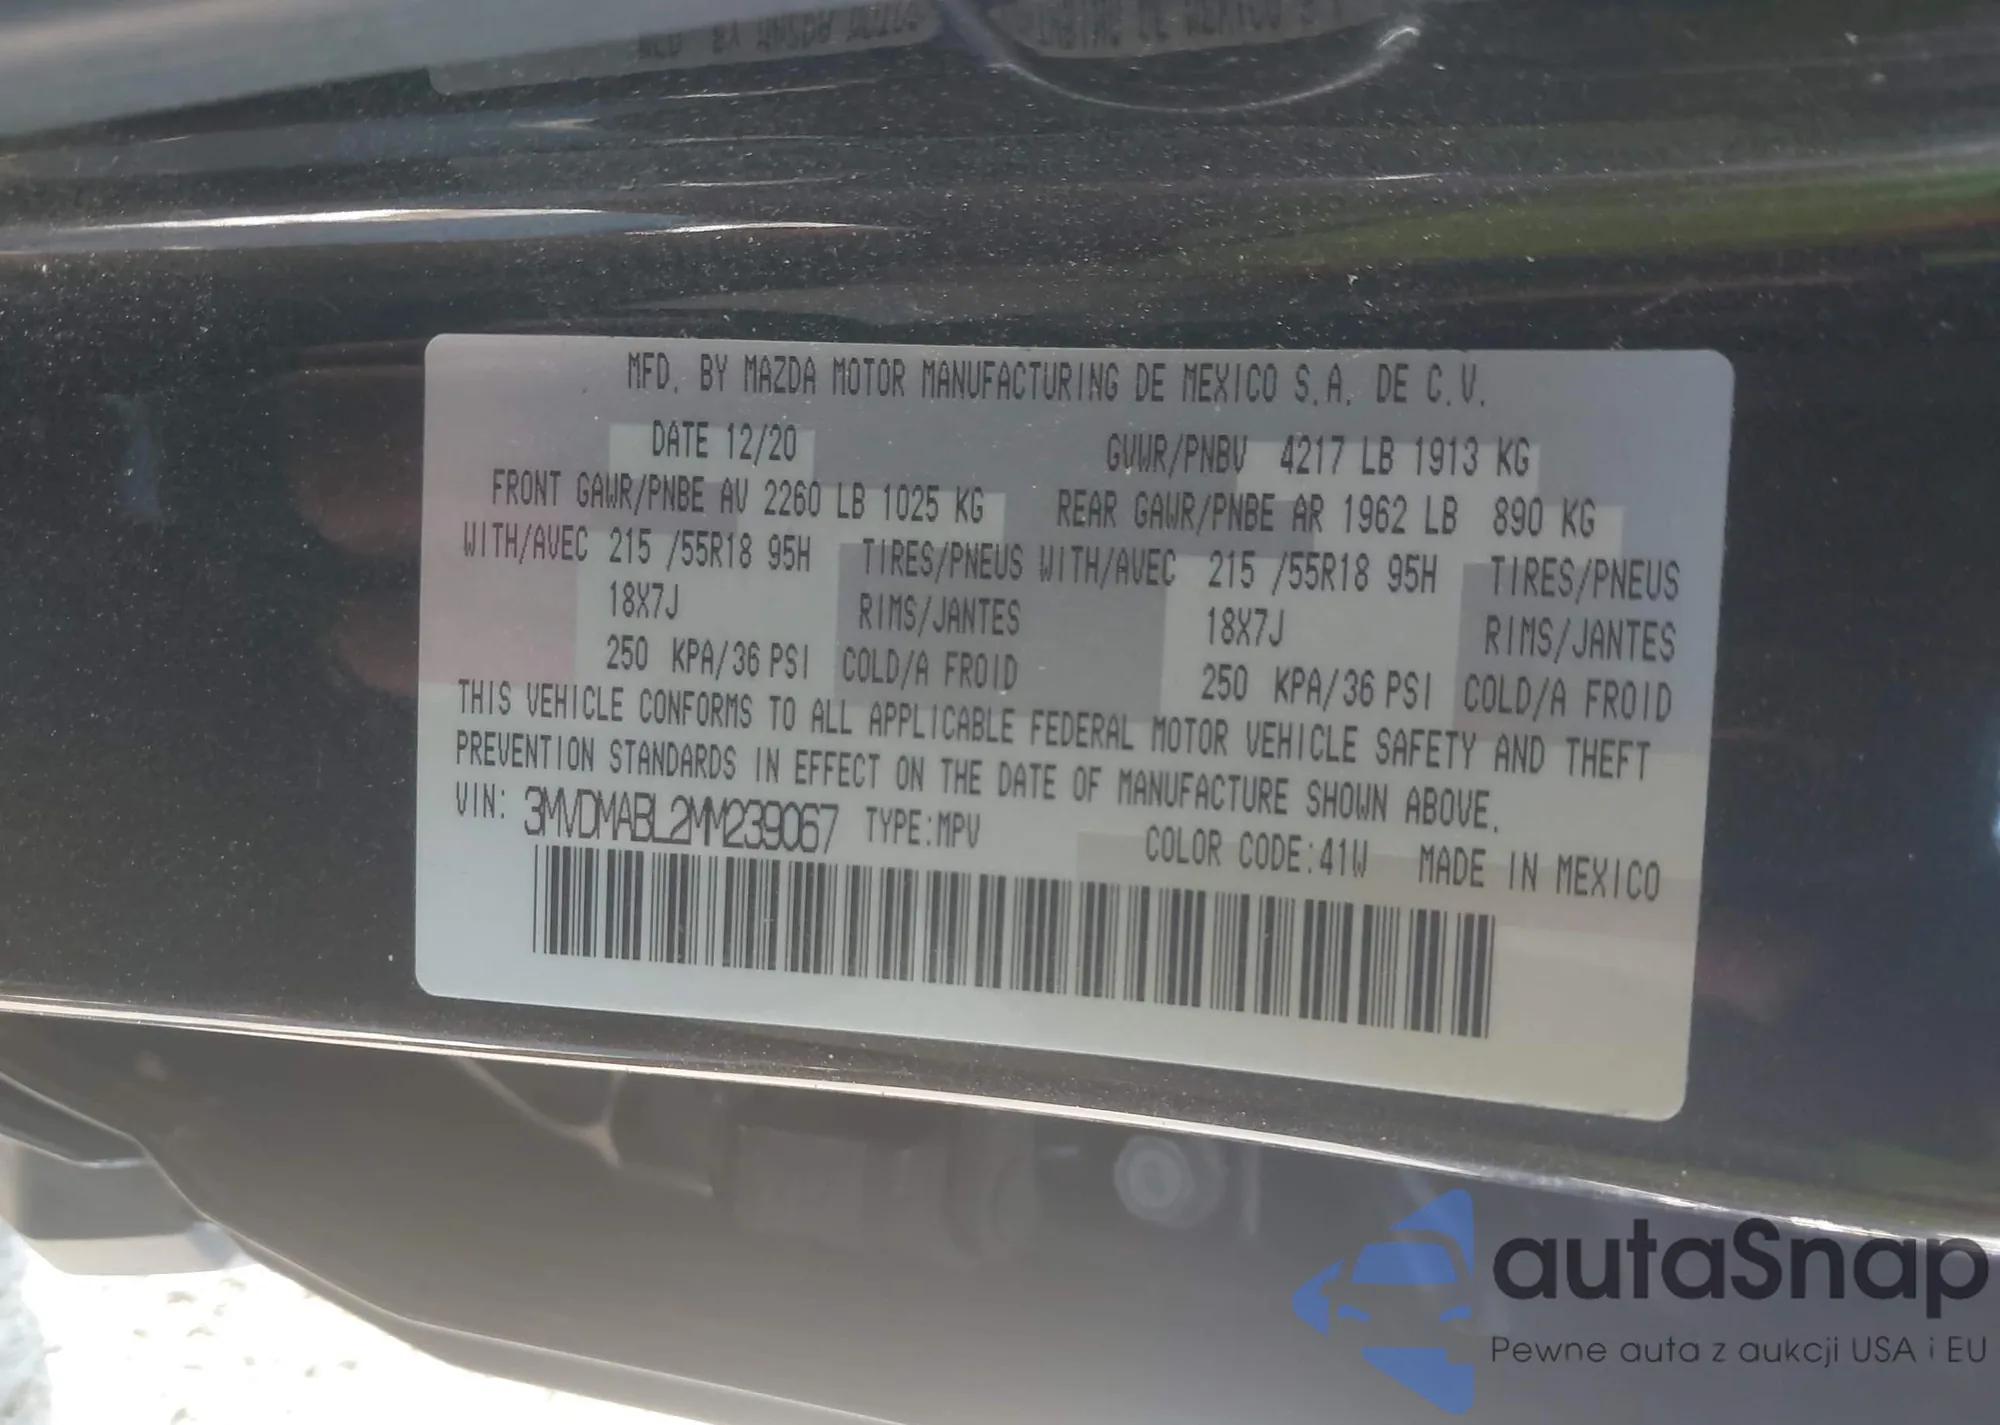 MFD. BY MAZDA MOTOR MANUFACTURING DE MEXICO S.A. DE C.V.
DATE 12/20 GVWR/PNBV 4217 LB 1913 KG
FRONT GAWR/PNBE AV 2260 LB 1025 KG REAR GAWR/PNBE AR 1962 LB 890 KG
WITH/AVEC 215 /55R18 95H TIRES/PNEUS WITH/AVEC 215 /55R18 95H TIRES/PNEUS
18X7J RIMS/JANTES 18X7J RIMS/JANTES
250 KPA/36 PSI COLD/A FROID 250 KPA/36 PSI COLD/A FROID
THIS VEHICLE CONFORMS TO ALL APPLICABLE FEDERAL MOTOR VEHICLE SAFETY AND THEFT
PREVENTION STANDARDS IN EFFECT ON THE DATE OF MANUFACTURE SHOWN ABOVE.
VIN: 3MVDMABL2MM239067 TYPE:MPV COLOR CODE:41W MADE IN MEXICO
autaSnap
Pewne auta z aukcji USA i EU